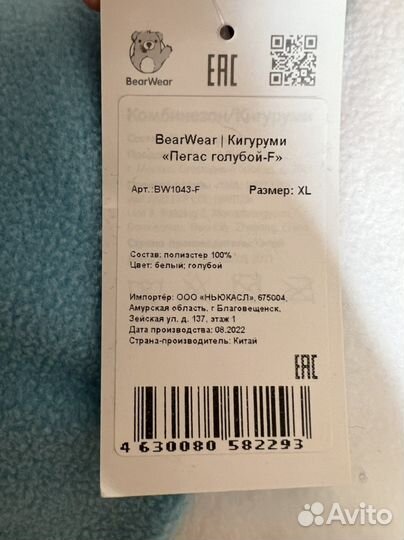 BearWear
EAC
Комбинезон/Кигуруми
BearWear | Кигуруми
«Пегас голубой-F»
Арт.:BW1043-F Размер: XL
Состав: полиэстер 100%
Цвет: белый; голубой
Импортёр: ООО «НЬЮКАСЛ», 675004,
Амурская область, г Благовещенск,
Зейская ул, д. 137, этаж 1
Дата производства: 08.2022
Страна-производитель: Китай
EAC
4 630080 582293
Avito